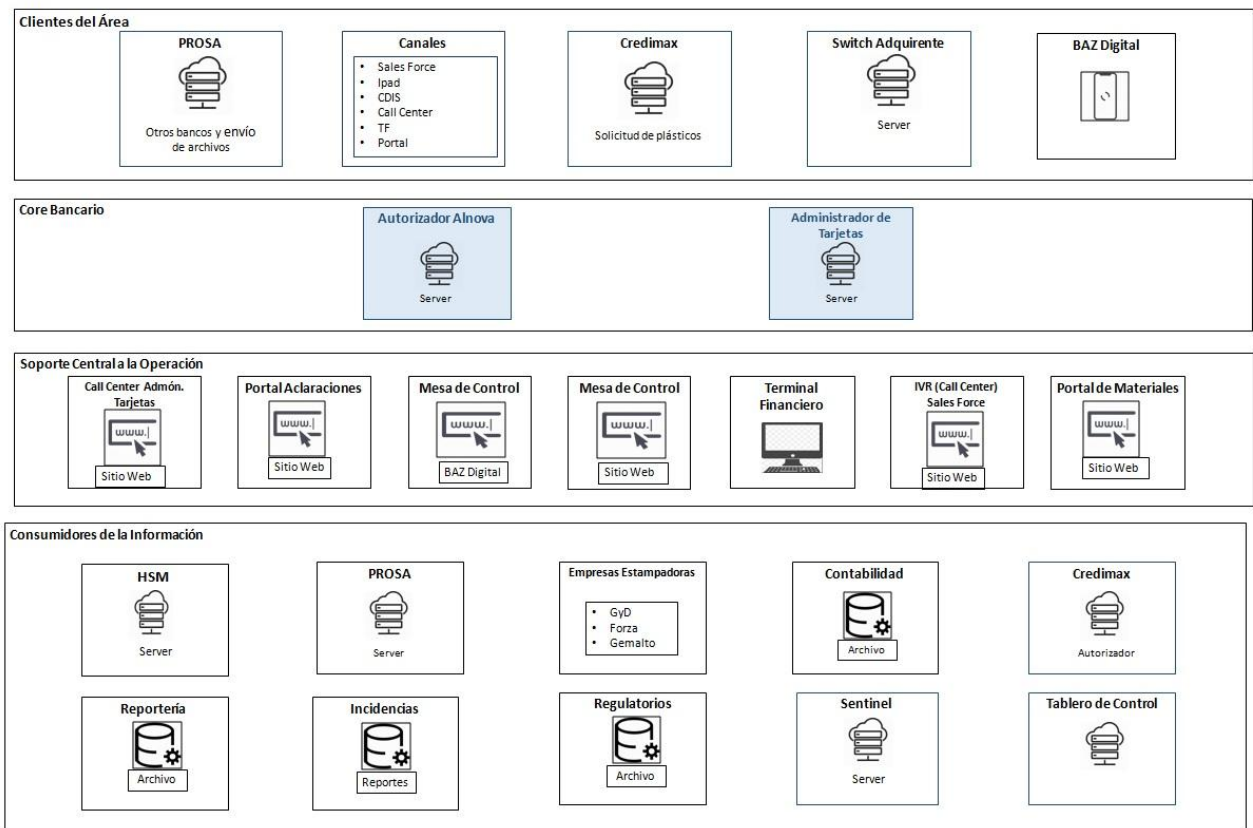 Clientes del Área
PROSA
Otros bancos y envío
de archivos
Canales
• Sales Force
• Ipad
• CDIS
• Call Center
• TF
• Portal
Credimax
Solicitud de plásticos
Switch Adquirente
Server
BAZ Digital
Core Bancario
Autorizador Alnova
Server
Administrador de
Tarjetas
Server
Soporte Central a la Operación
Call Center Admón.
Tarjetas
www.|
Sitio Web
Portal Aclaraciones
www.|
Sitio Web
Mesa de Control
www.|
BAZ Digital
Mesa de Control
www.|
Sitio Web
Terminal
Financiero
IVR (Call Center)
Sales Force
www.|
Sitio Web
Portal de Materiales
www.|
Sitio Web
Consumidores de la Información
HSM
Server
PROSA
Server
Empresas Estampadoras
• GyD
• Forza
• Gemalto
Contabilidad
Archivo
Credimax
Autorizador
Reportería
Archivo
Incidencias
Reportes
Regulatorios
Archivo
Sentinel
Server
Tablero de Control